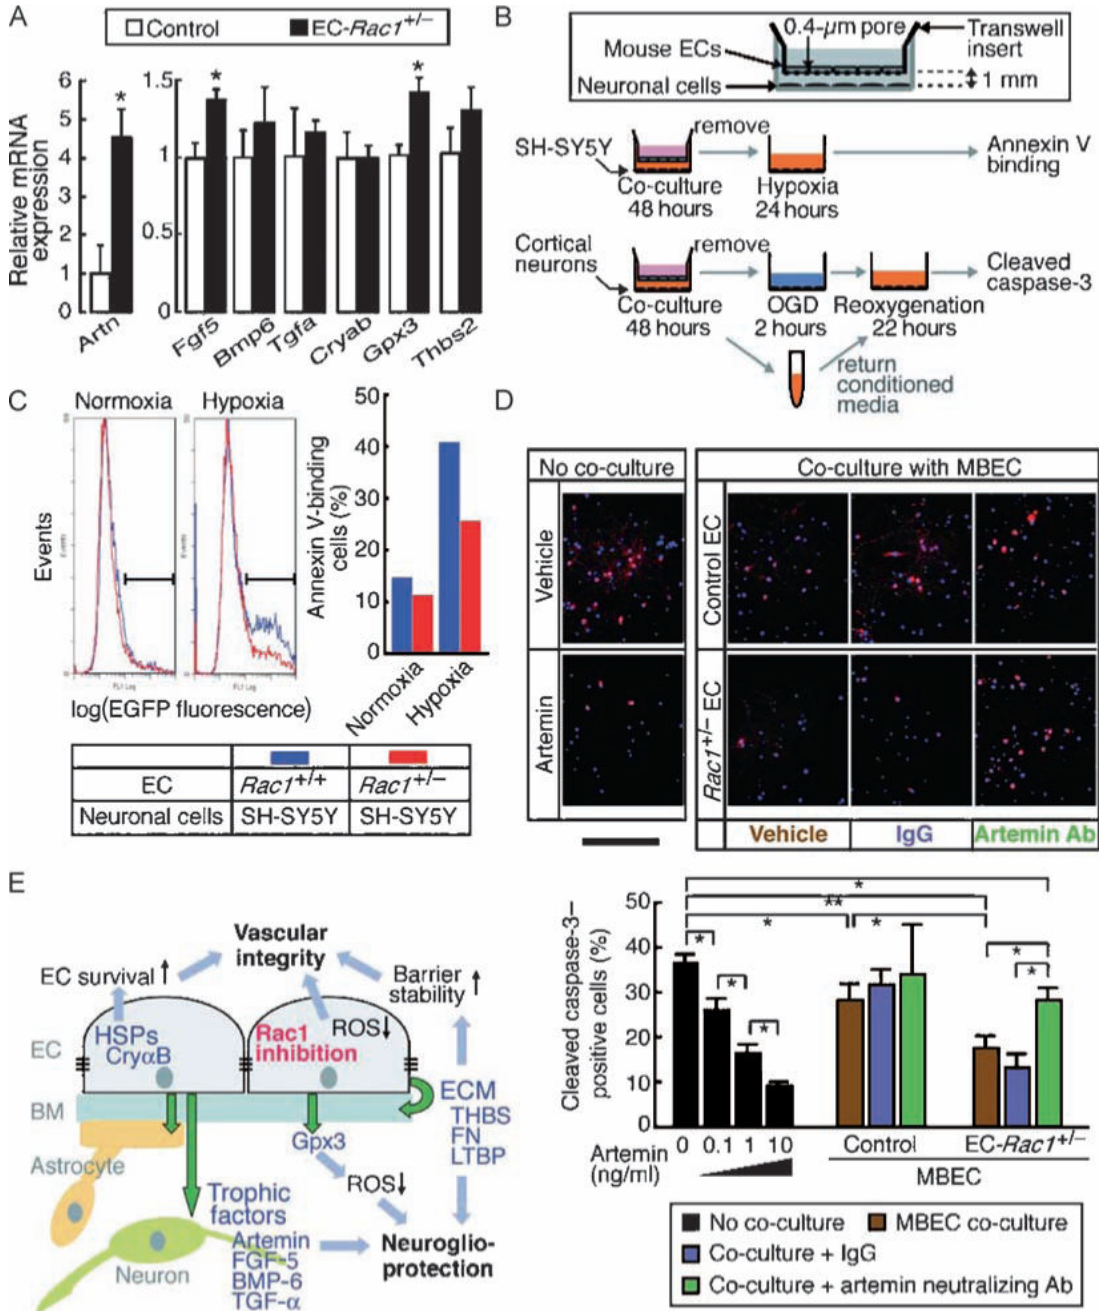 A
Control
EC-Rac1+/−
Relative mRNA
expression
6
5
4
3
2
1
0
1.5
1
0.5
0
*
*
*
Artn
Fgf5
Bmp6
Tgfa
Cryab
Gpx3
Thbs2
B
0.4-μm pore
Mouse ECs
Transwell
insert
Neuronal cells
1 mm
SH-SY5Y
remove
Annexin V
binding
Co-culture
48 hours
Hypoxia
24 hours
Cortical
neurons
remove
Cleaved
caspase-3
Co-culture
48 hours
OGD
2 hours
Reoxygenation
22 hours
return
conditioned
media
C
Normoxia
Hypoxia
Events
Events
Events
FL1 Log
FL1 Log
log(EGFP fluorescence)
Annexin V-binding
cells (%)
50
40
30
20
10
0
Normoxia
Hypoxia
EC
Rac1+/+
Rac1+/−
Neuronal cells
SH-SY5Y
SH-SY5Y
D
No co-culture
Co-culture with MBEC
Vehicle
Control EC
Artemin
Rac1+/− EC
Vehicle
IgG
Artemin Ab
E
Vascular
integrity
EC survival ↑
Barrier
stability ↑
HSPs
CryαB
Rac1
inhibition
ROS↓
EC
BM
ECM
THBS
FN
LTBP
Gpx3
Astrocyte
ROS↓
Trophic
factors
Artemin
FGF-5
BMP-6
TGF-α
Neuron
Neuroglio-
protection
Cleaved caspase-3–
positive cells (%)
50
40
30
20
10
0
*
**
*
*
*
*
*
*
*
Artemin
(ng/ml)
0
0.1
1
10
Control
EC-Rac1+/−
MBEC
No co-culture
MBEC co-culture
Co-culture + IgG
Co-culture + artemin neutralizing Ab